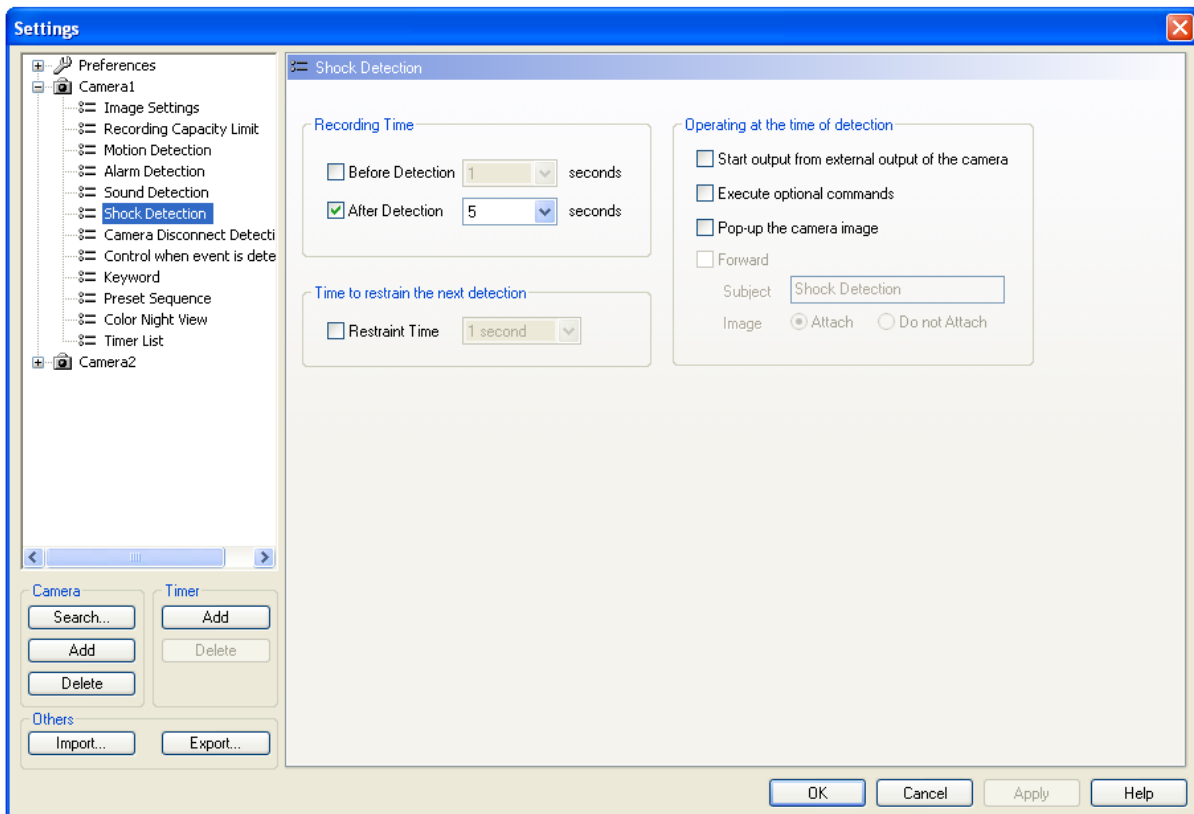 Settings
Preferences
Camera1
Image Settings
Recording Capacity Limit
Motion Detection
Alarm Detection
Sound Detection
Shock Detection
Camera Disconnect Detecti
Control when event is dete
Keyword
Preset Sequence
Color Night View
Timer List
Camera2
Camera
Search...
Add
Delete
Timer
Add
Delete
Others
Import...
Export...
Shock Detection
Recording Time
Before Detection 1 seconds
After Detection 5 seconds
Time to restrain the next detection
Restraint Time 1 second
Operating at the time of detection
Start output from external output of the camera
Execute optional commands
Pop-up the camera image
Forward
Subject Shock Detection
Image Attach Do not Attach
OK Cancel Apply Help